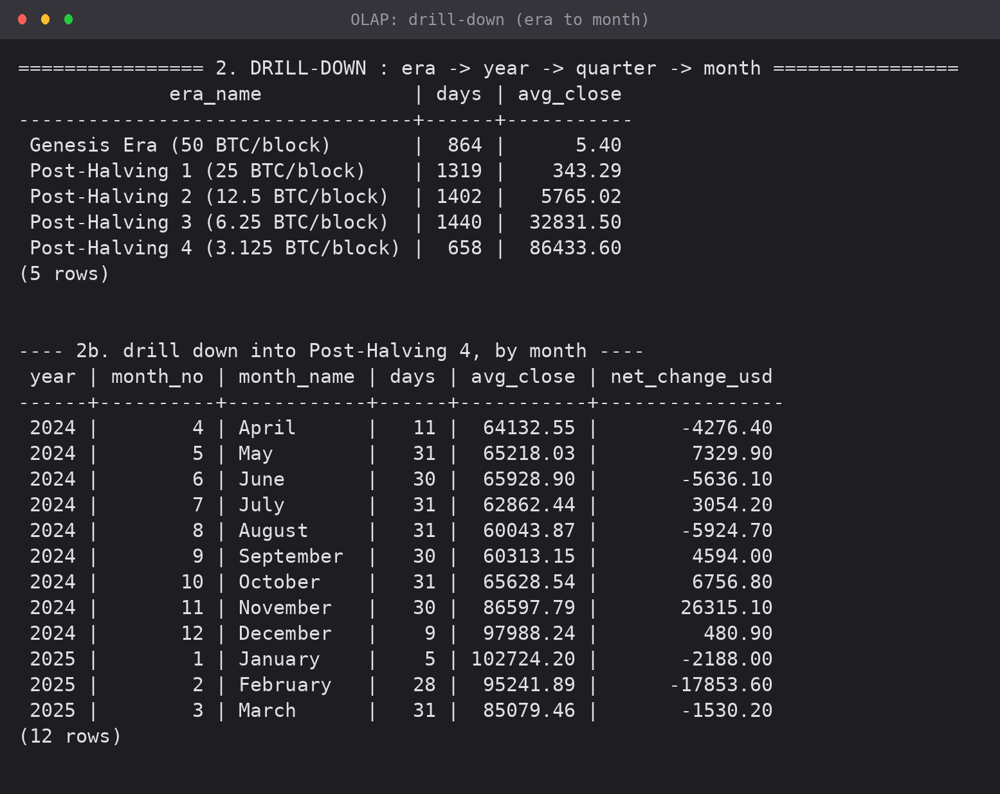 OLAP: drill-down (era to month)
================ 2. DRILL-DOWN : era -> year -> quarter -> month ================
             era_name             | days | avg_close
----------------------------------+------+-----------
 Genesis Era (50 BTC/block)       |  864 |      5.40
 Post-Halving 1 (25 BTC/block)    | 1319 |    343.29
 Post-Halving 2 (12.5 BTC/block)  | 1402 |   5765.02
 Post-Halving 3 (6.25 BTC/block)  | 1440 |  32831.50
 Post-Halving 4 (3.125 BTC/block) |  658 |  86433.60
(5 rows)
---- 2b. drill down into Post-Halving 4, by month ----
 year | month_no | month_name | days | avg_close | net_change_usd
------+----------+------------+------+-----------+----------------
 2024 |        4 | April      |   11 |  64132.55 |       -4276.40
 2024 |        5 | May        |   31 |  65218.03 |        7329.90
 2024 |        6 | June       |   30 |  65928.90 |       -5636.10
 2024 |        7 | July       |   31 |  62862.44 |        3054.20
 2024 |        8 | August     |   31 |  60043.87 |       -5924.70
 2024 |        9 | September  |   30 |  60313.15 |        4594.00
 2024 |       10 | October    |   31 |  65628.54 |        6756.80
 2024 |       11 | November   |   30 |  86597.79 |       26315.10
 2024 |       12 | December   |    9 |  97988.24 |         480.90
 2025 |        1 | January    |    5 | 102724.20 |       -2188.00
 2025 |        2 | February   |   28 |  95241.89 |      -17853.60
 2025 |        3 | March      |   31 |  85079.46 |       -1530.20
(12 rows)